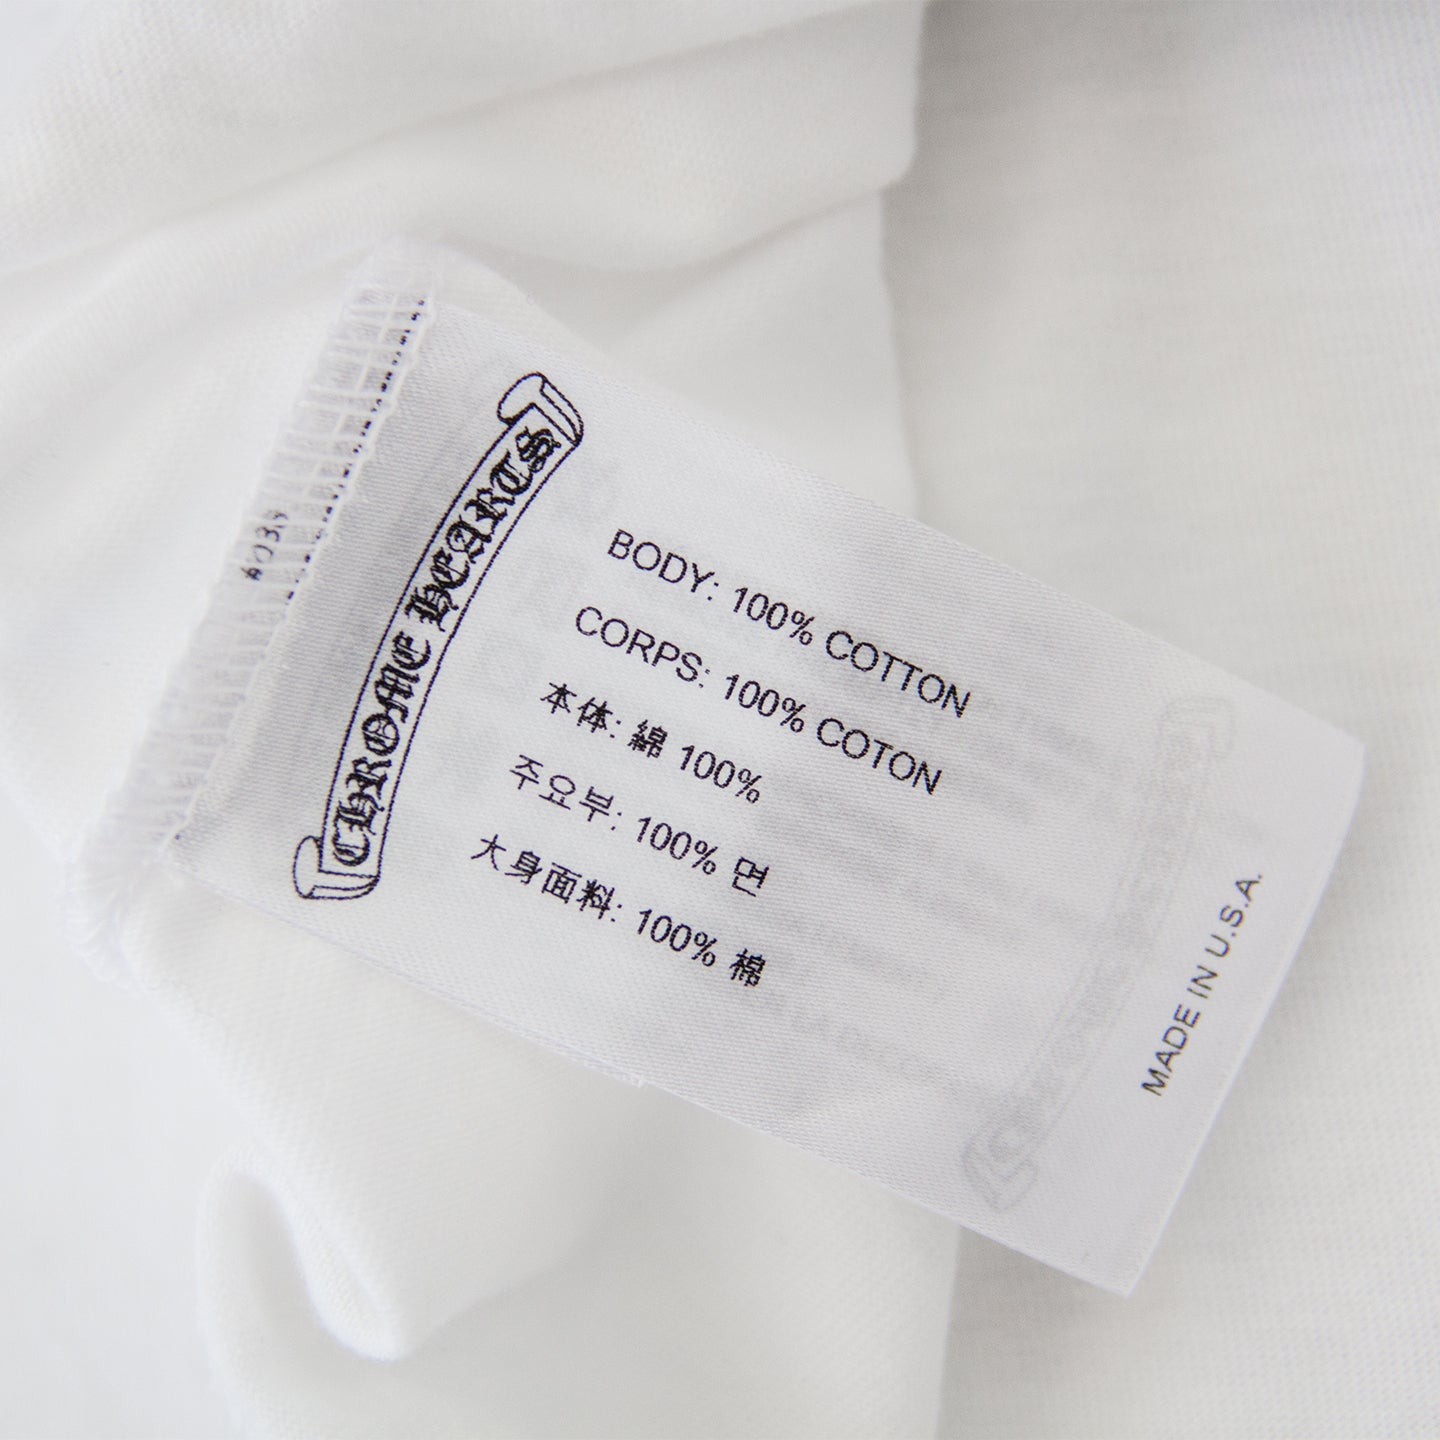 CHROME HEARTS
BODY: 100% COTTON
CORPS: 100% COTON
本体: 綿 100%
주요부: 100% 면
大身面料: 100% 棉
MADE IN U.S.A.